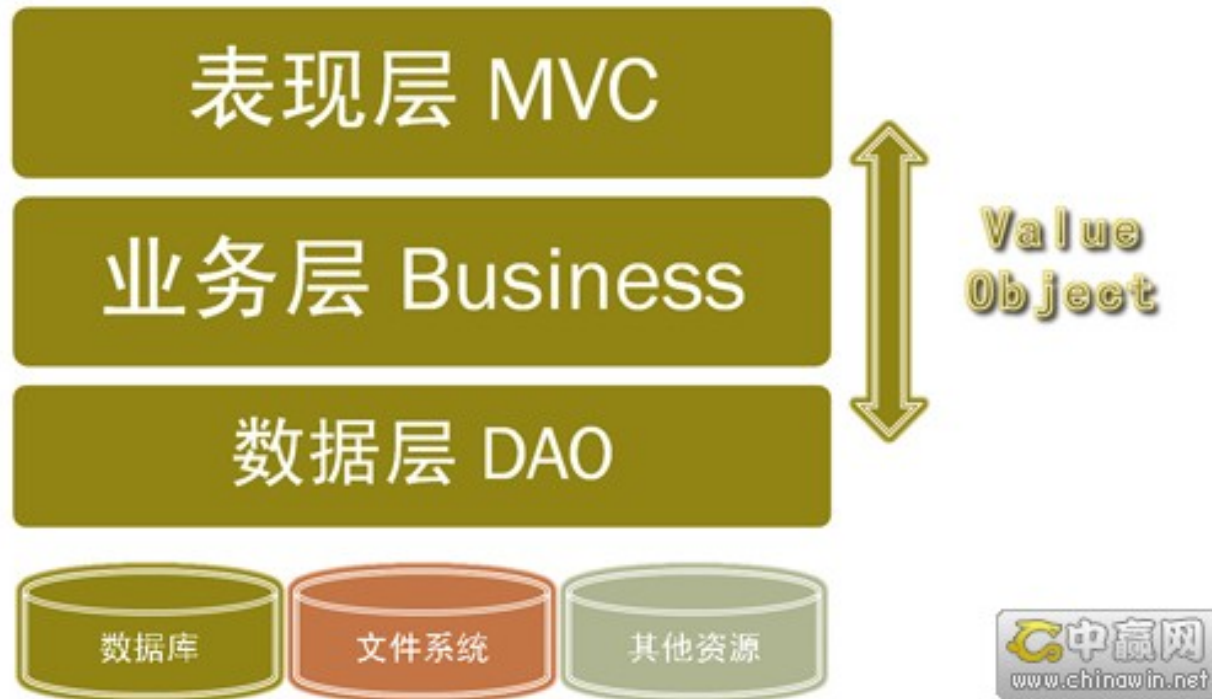 表现层 MVC
业务层 Business
数据层 DAO
Value
Object
数据库
文件系统
其他资源
中赢网
www.chinawin.net